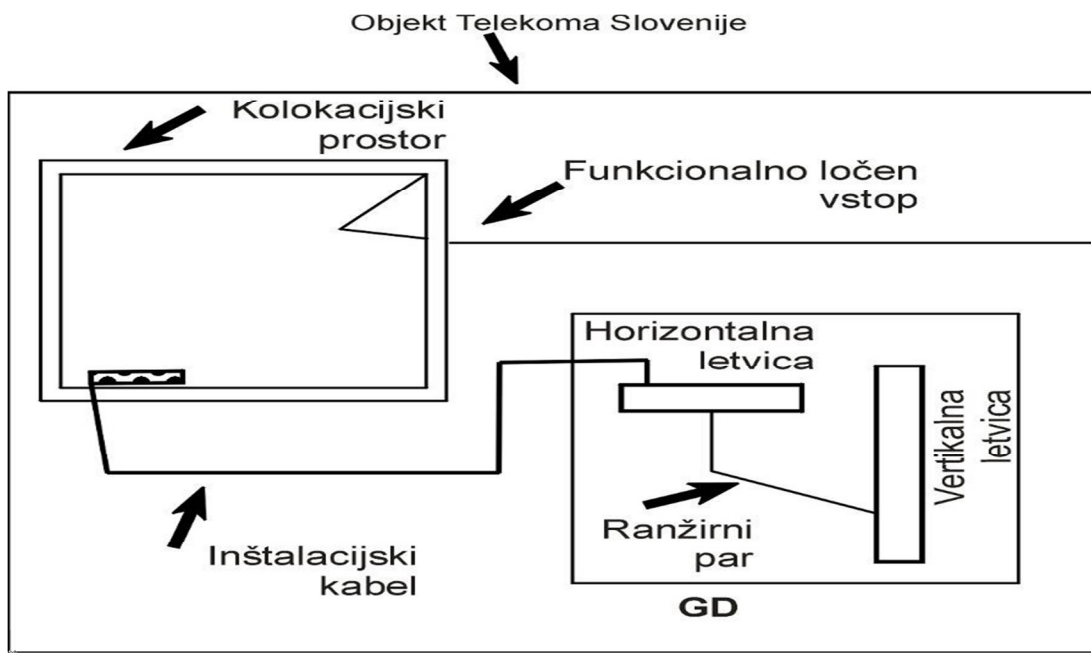 Objekt Telekoma Slovenije
Kolokacijski
prostor
Funkcionalno ločen
vstop
Horizontalna
letvica
Vertikalna
letvica
Ranžirni
par
Inštalacijski
kabel
GD